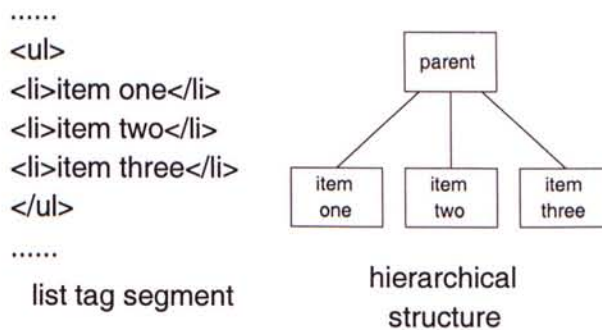 ......
<ul>
<li>item one</li>
<li>item two</li>
<li>item three</li>
</ul>
......
list tag segment
parent
item
one
item
two
item
three
hierarchical
structure